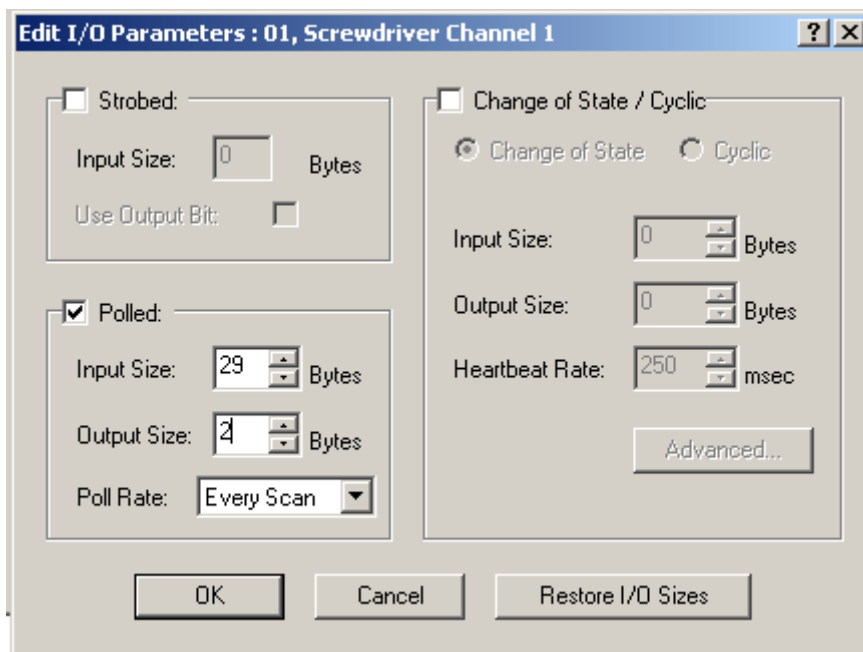 Edit I/O Parameters : 01, Screwdriver Channel 1
Strobed:
Input Size: 0 Bytes
Use Output Bit:
Polled:
Input Size: 29 Bytes
Output Size: 2 Bytes
Poll Rate: Every Scan
Change of State / Cyclic
Change of State Cyclic
Input Size: 0 Bytes
Output Size: 0 Bytes
Heartbeat Rate: 250 msec
Advanced...
OK Cancel Restore I/O Sizes